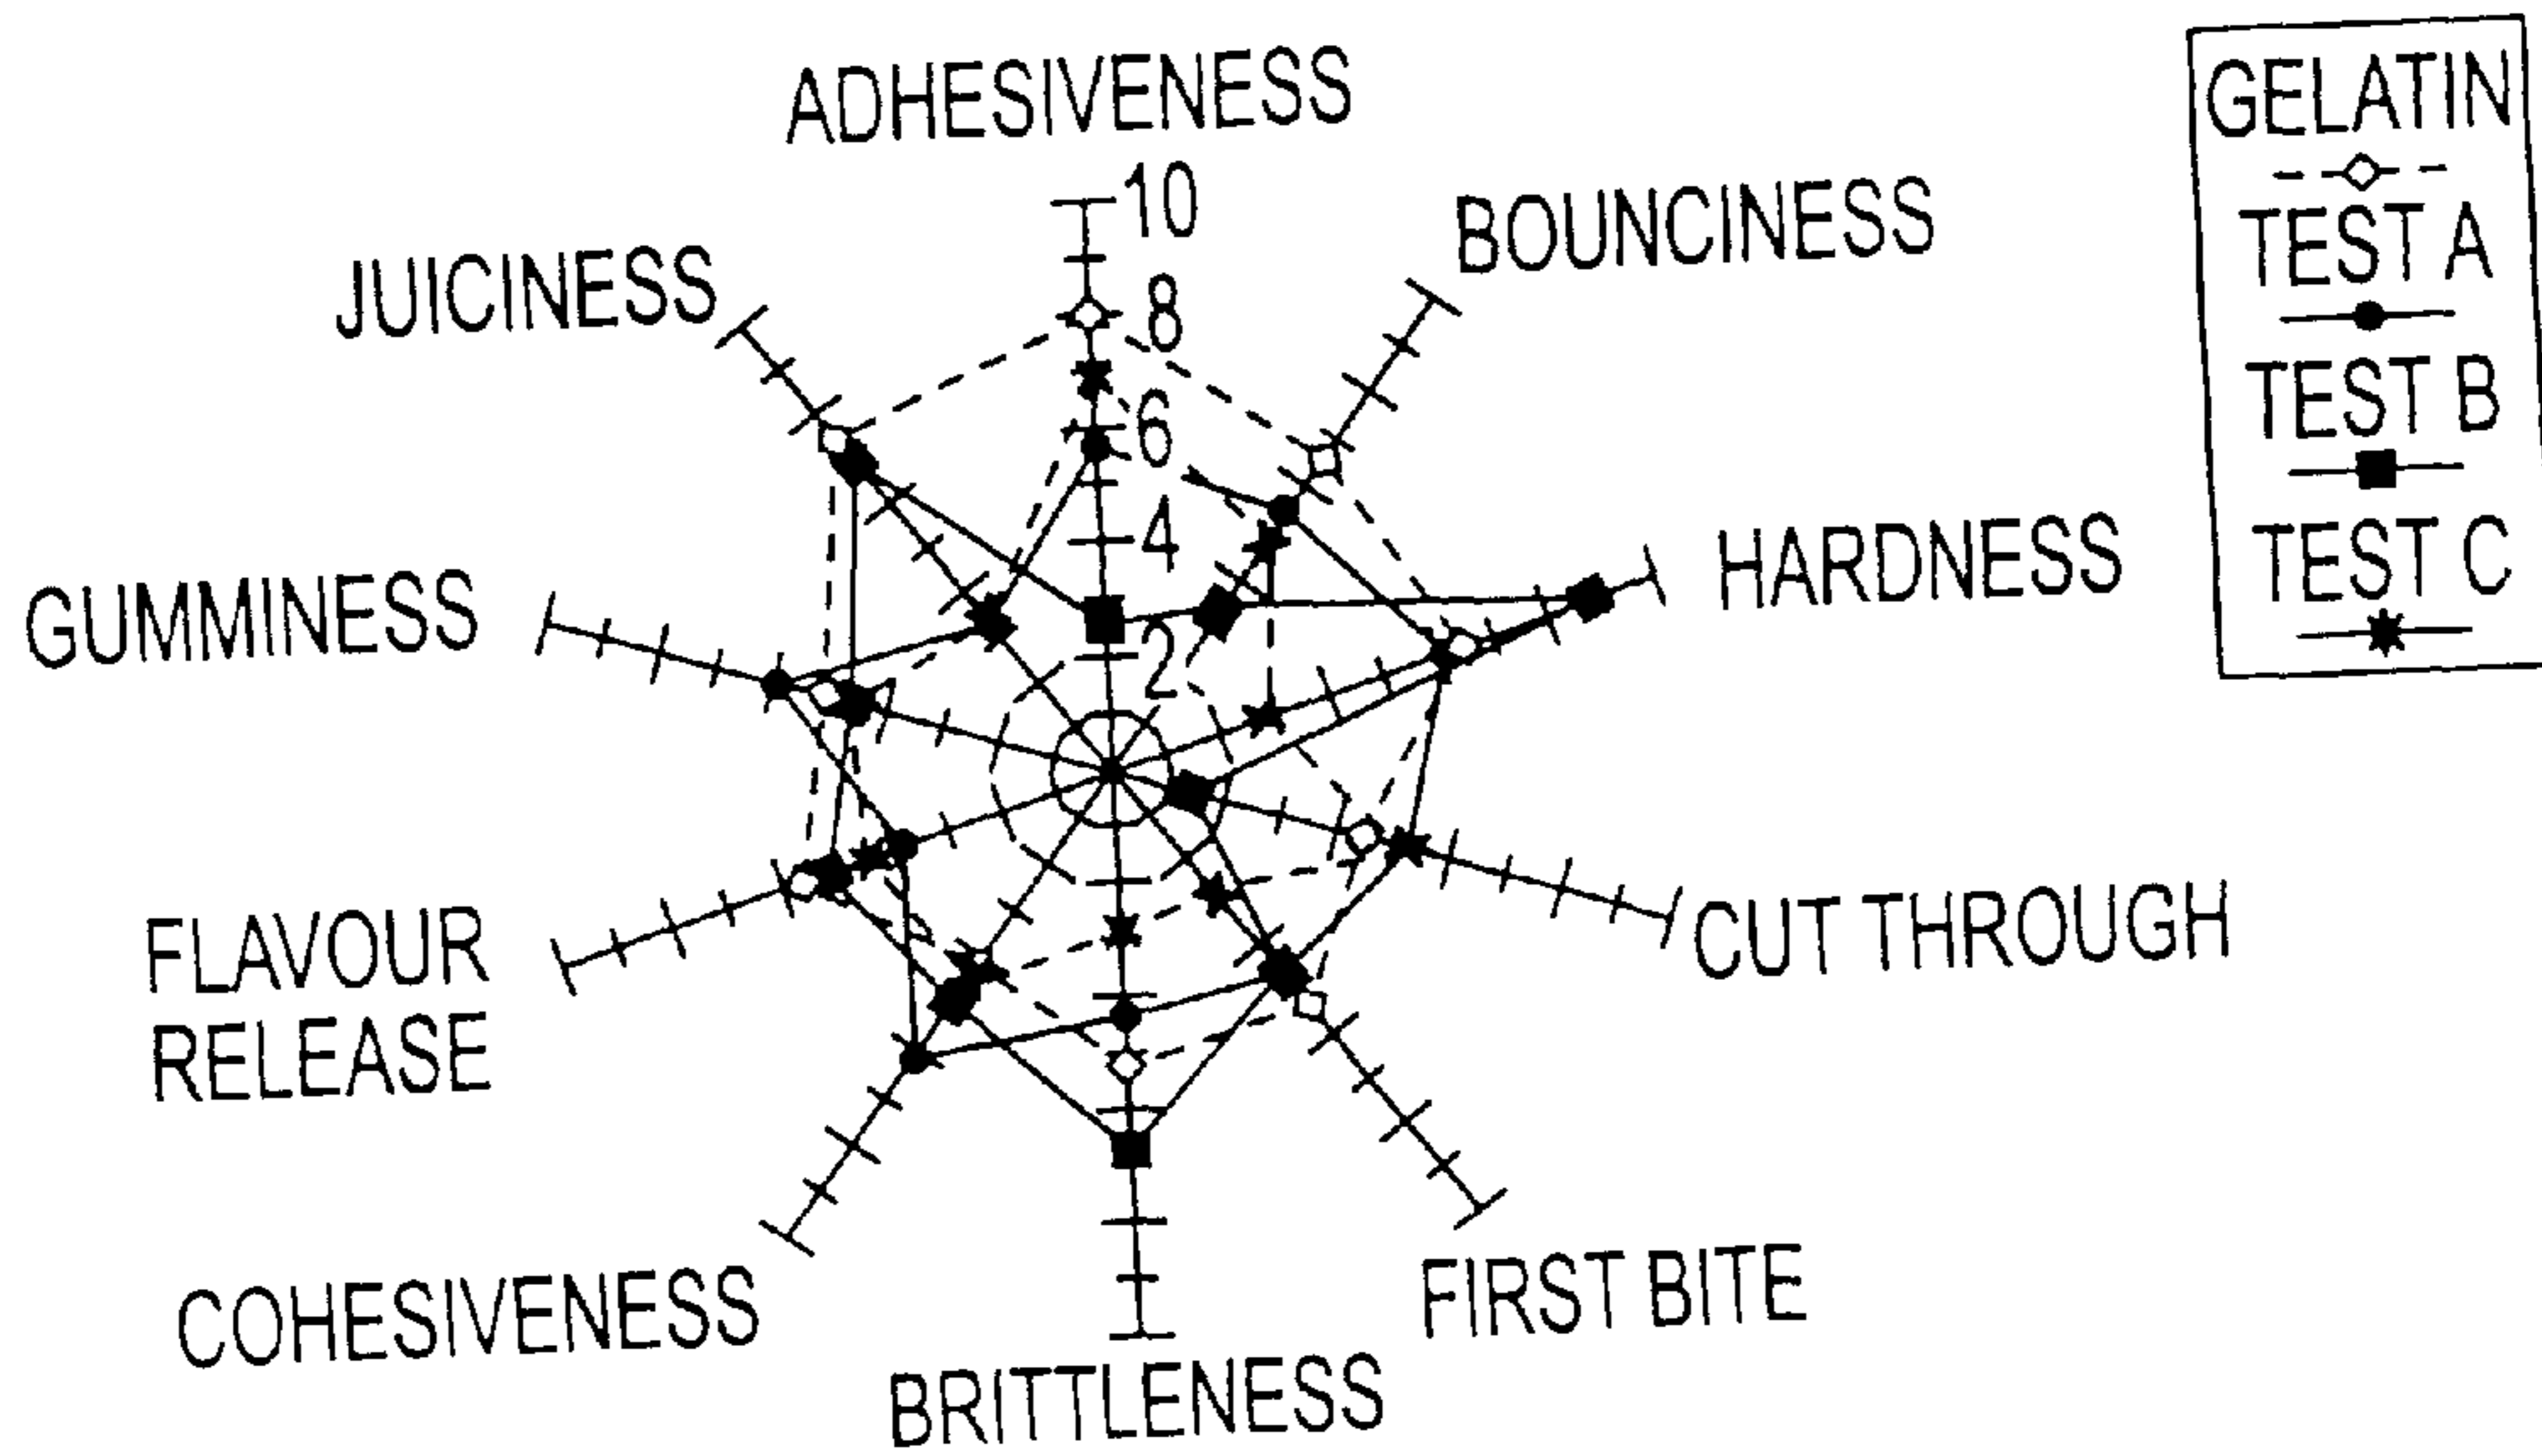 ADHESIVENESS
10
8
6
4
2
BOUNCINESS
HARDNESS
CUT THROUGH
FIRST BITE
BRITTLENESS
COHESIVENESS
FLAVOUR
RELEASE
GUMMINESS
JUICINESS
GELATIN
TEST A
TEST B
TEST C